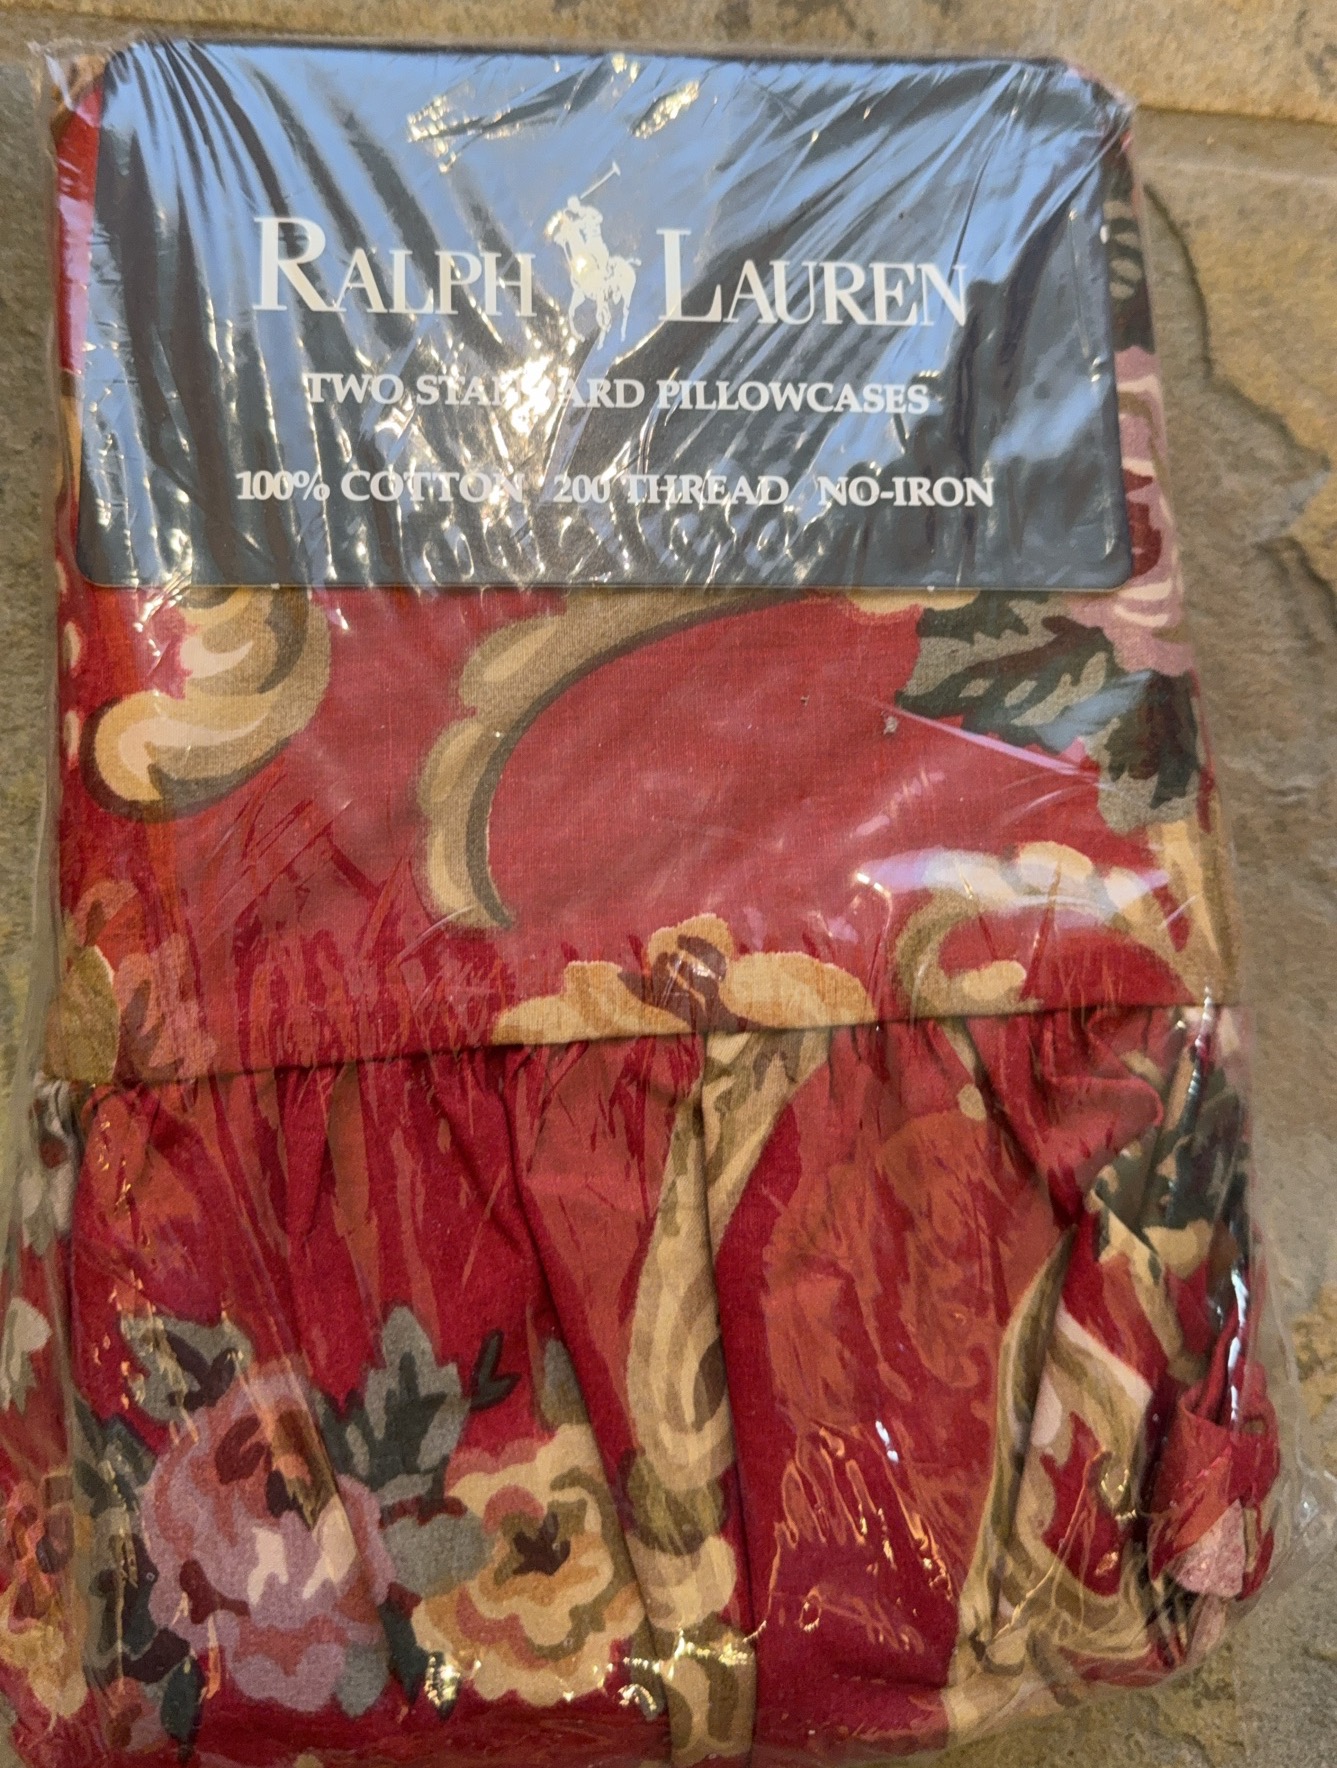 RALPH LAUREN
TWO STANDARD PILLOWCASES
100% COTTON 200 THREAD NO-IRON